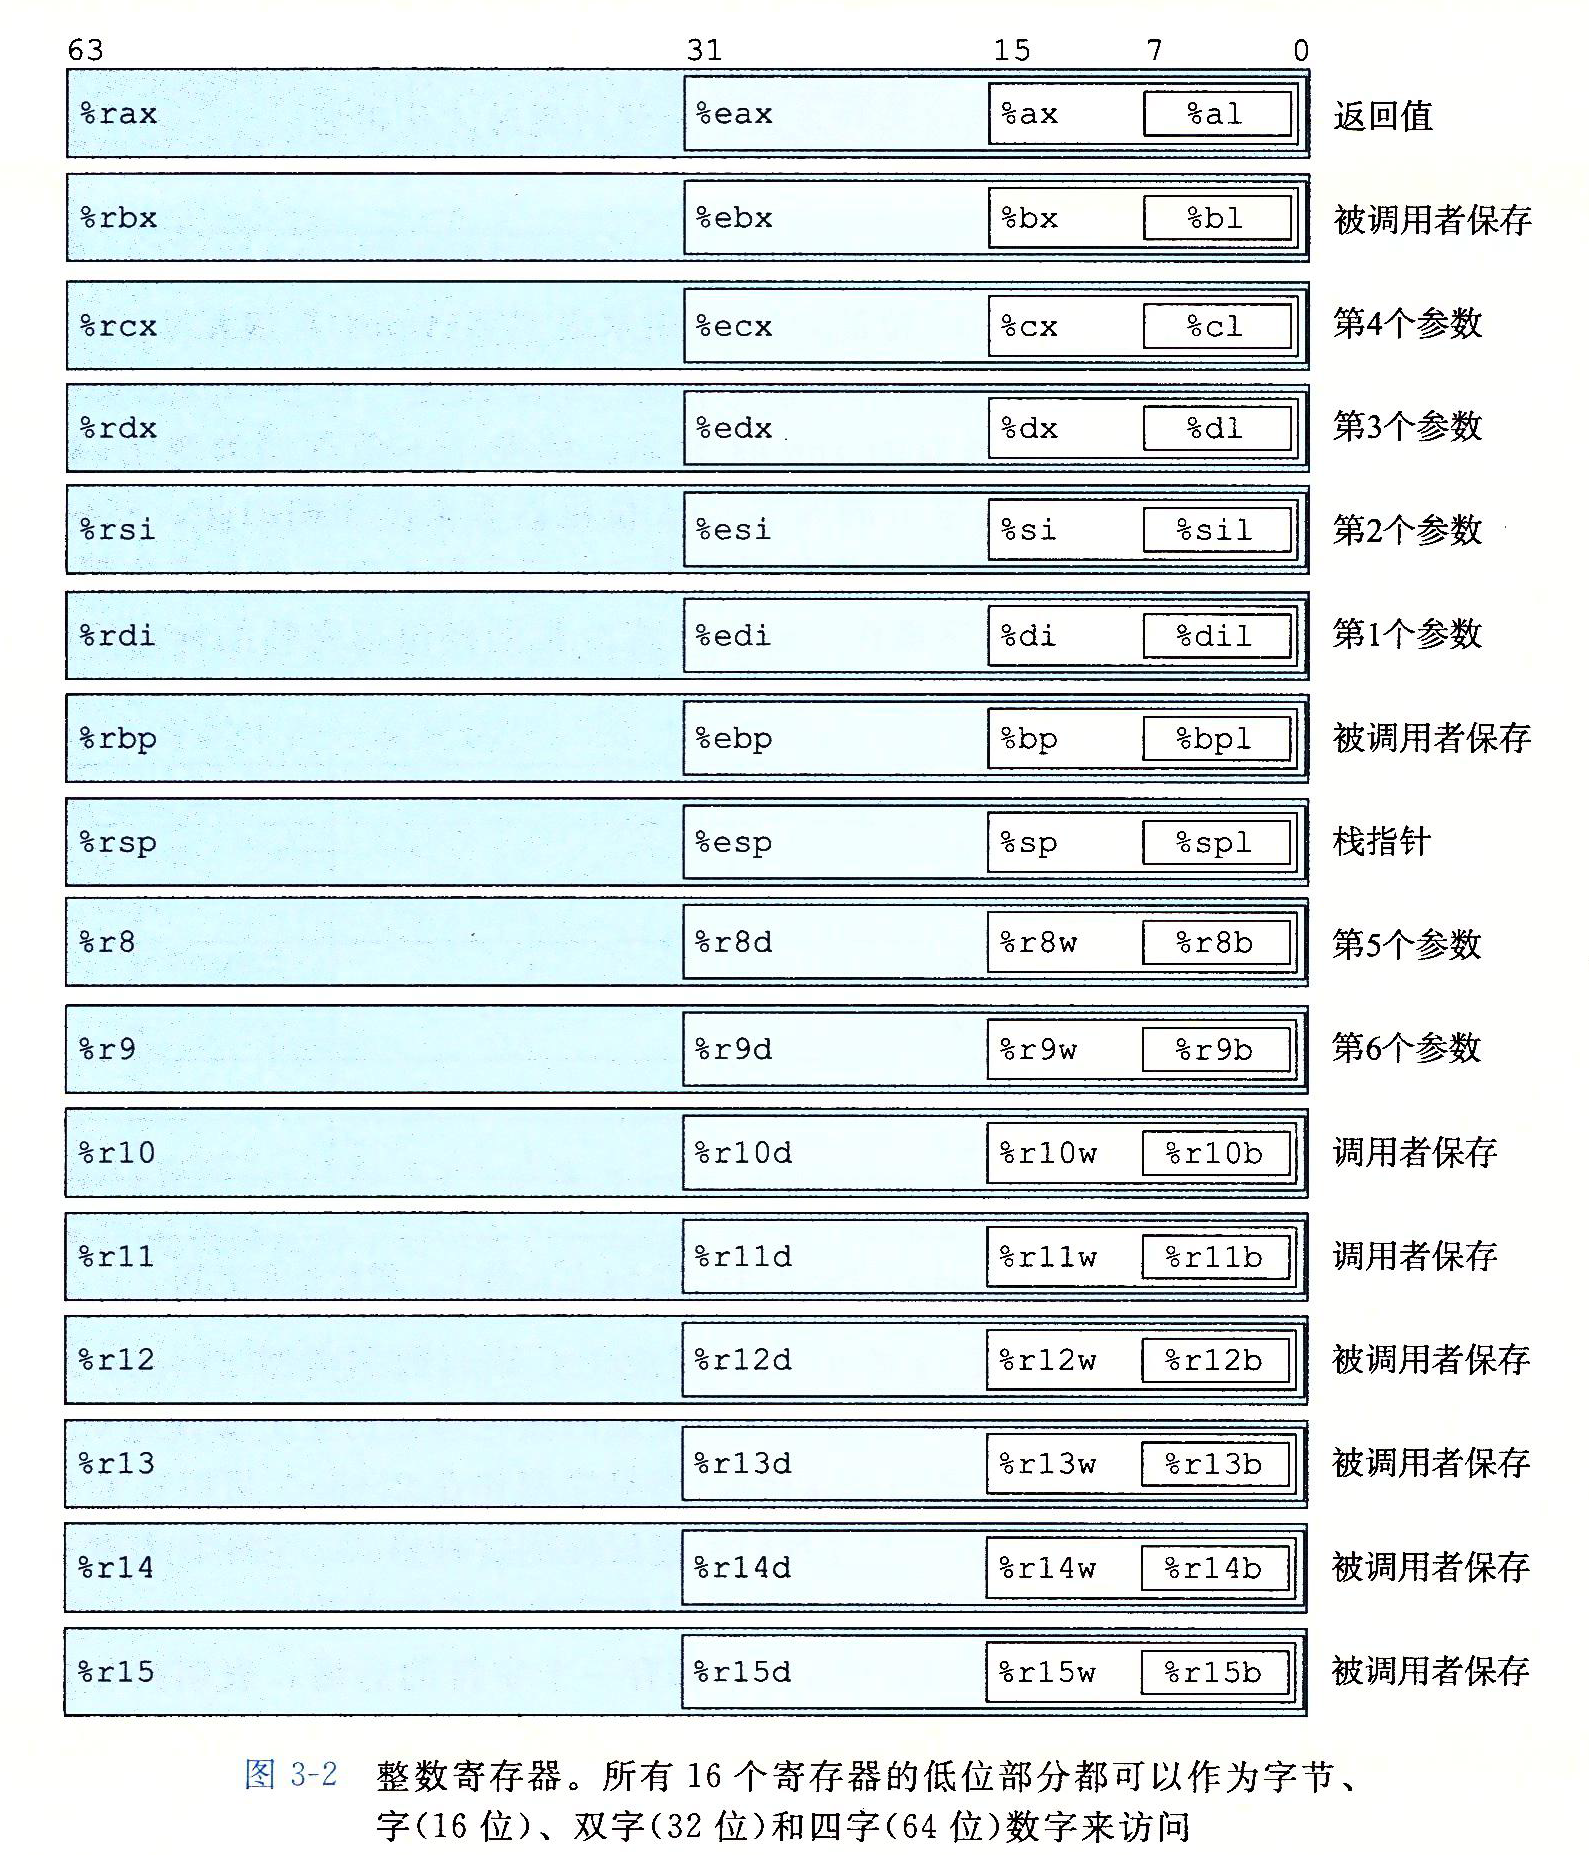 63 31 15 7 0
%rax %eax %ax %al 返回值
%rbx %ebx %bx %bl 被调用者保存
%rcx %ecx %cx %cl 第4个参数
%rdx %edx %dx %dl 第3个参数
%rsi %esi %si %sil 第2个参数
%rdi %edi %di %dil 第1个参数
%rbp %ebp %bp %bpl 被调用者保存
%rsp %esp %sp %spl 栈指针
%r8 %r8d %r8w %r8b 第5个参数
%r9 %r9d %r9w %r9b 第6个参数
%r10 %r10d %r10w %r10b 调用者保存
%r11 %r11d %r11w %r11b 调用者保存
%r12 %r12d %r12w %r12b 被调用者保存
%r13 %r13d %r13w %r13b 被调用者保存
%r14 %r14d %r14w %r14b 被调用者保存
%r15 %r15d %r15w %r15b 被调用者保存
图 3-2 整数寄存器。所有 16 个寄存器的低位部分都可以作为字节、
字(16 位)、双字(32 位)和四字(64 位)数字来访问